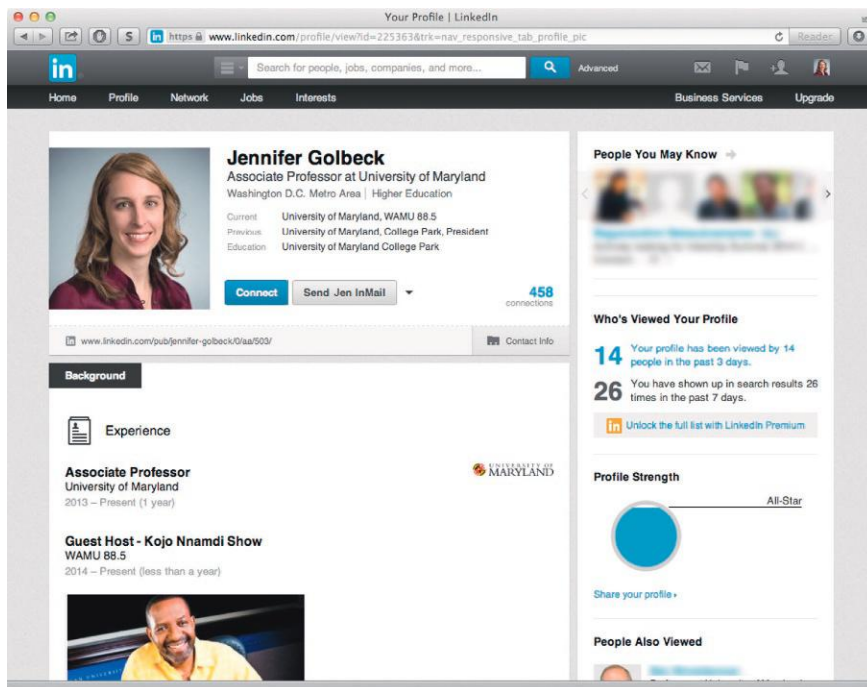 Your Profile | LinkedIn
S
in https www.linkedin.com/profile/view?id=225363&trk=nav_responsive_tab_profile_pic
Reader
in Search for people, jobs, companies, and more... Advanced
Home Profile Network Jobs Interests Business Services Upgrade
Jennifer Golbeck
Associate Professor at University of Maryland
Washington D.C. Metro Area | Higher Education
Current University of Maryland, WAMU 88.5
Previous University of Maryland, College Park, President
Education University of Maryland College Park
Connect Send Jen InMail
458
connections
www.linkedin.com/pub/jennifer-golbeck/0/aa/503/ Contact Info
Background
Experience
Associate Professor
University of Maryland
2013 – Present (1 year)
UNIVERSITY OF
MARYLAND
Guest Host - Kojo Nnamdi Show
WAMU 88.5
2014 – Present (less than a year)
People You May Know
Who's Viewed Your Profile
14 Your profile has been viewed by 14
people in the past 3 days.
26 You have shown up in search results 26
times in the past 7 days.
in Unlock the full list with LinkedIn Premium
Profile Strength
All-Star
Share your profile
People Also Viewed